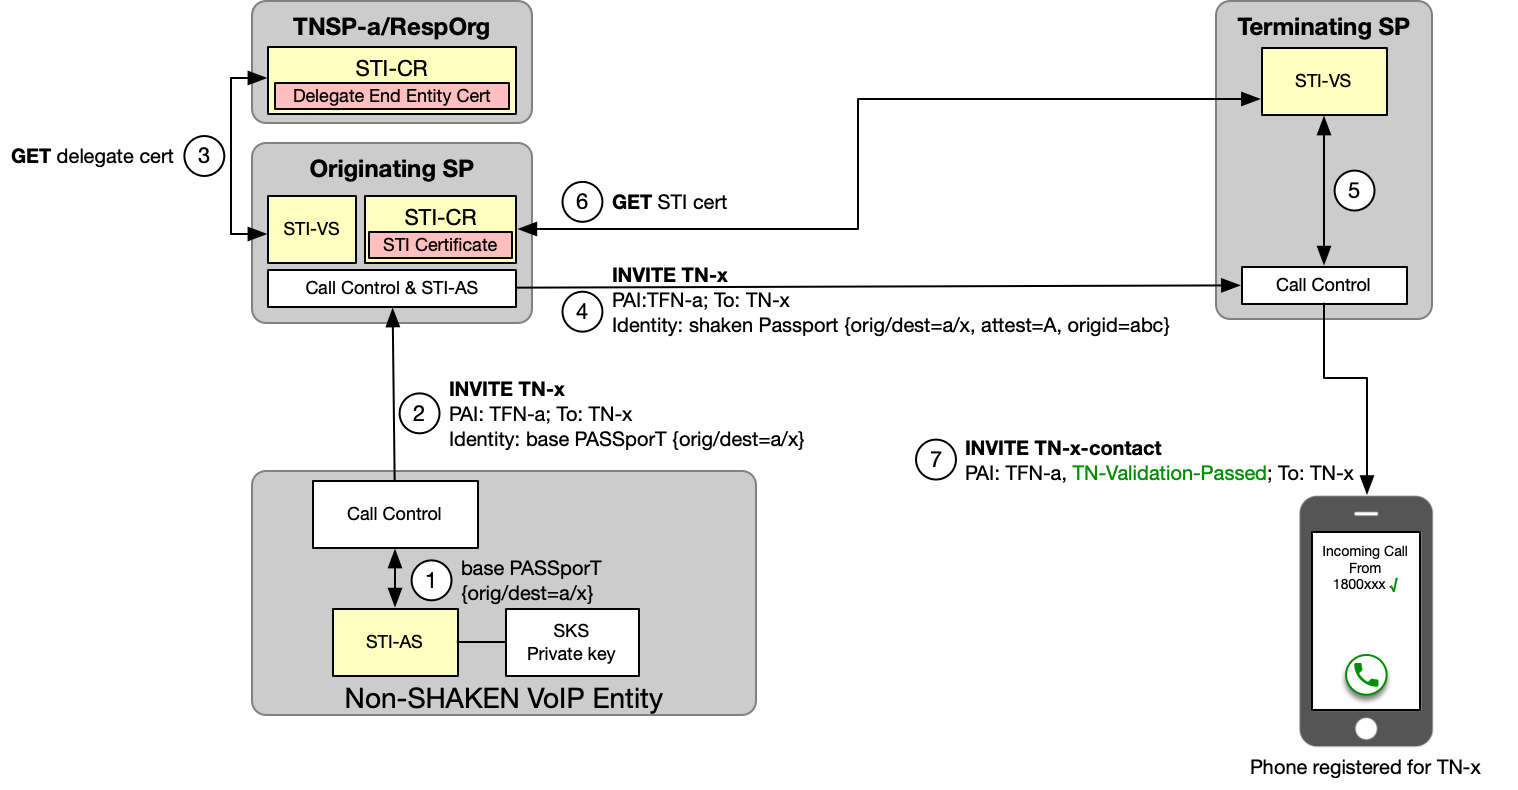 TNSP-a/RespOrg
STI-CR
Delegate End Entity Cert
GET delegate cert
3
Originating SP
STI-VS
STI-CR
STI Certificate
Call Control & STI-AS
6
GET STI cert
Terminating SP
STI-VS
5
Call Control
INVITE TN-x
4
PAI:TFN-a; To: TN-x
Identity: shaken Passport {orig/dest=a/x, attest=A, origid=abc}
2
INVITE TN-x
PAI: TFN-a; To: TN-x
Identity: base PASSporT {orig/dest=a/x}
7
INVITE TN-x-contact
PAI: TFN-a, TN-Validation-Passed; To: TN-x
Call Control
1
base PASSporT
{orig/dest=a/x}
STI-AS
SKS
Private key
Non-SHAKEN VoIP Entity
Incoming Call
From
1800xxx √
Phone registered for TN-x